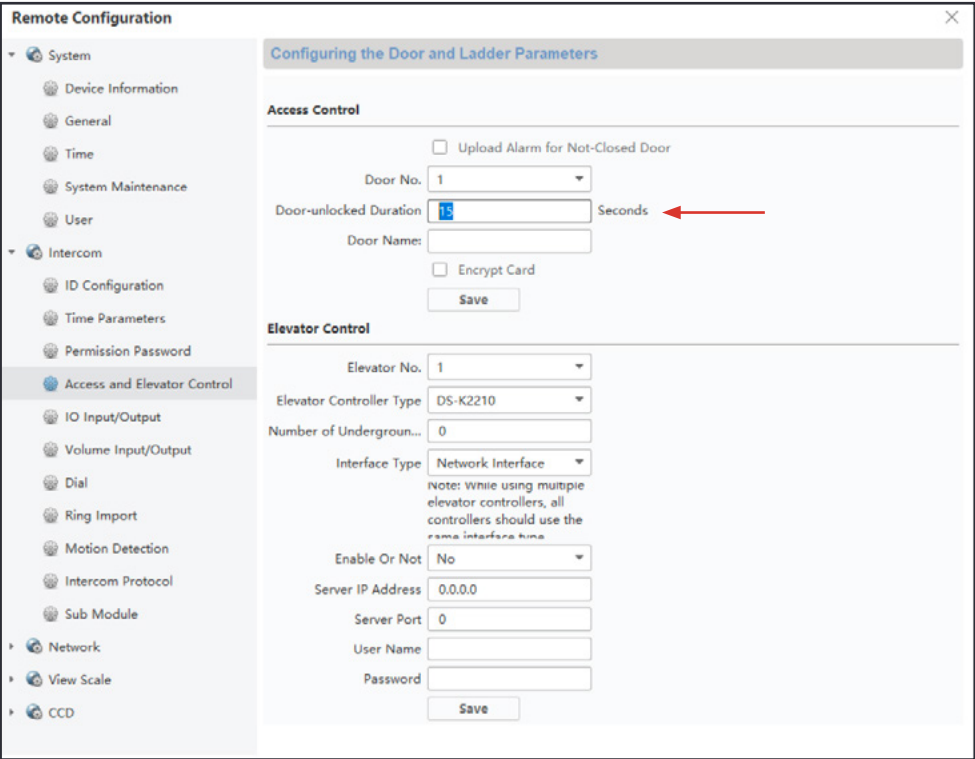 Remote Configuration
System
Device Information
General
Time
System Maintenance
User
Intercom
ID Configuration
Time Parameters
Permission Password
Access and Elevator Control
IO Input/Output
Volume Input/Output
Dial
Ring Import
Motion Detection
Intercom Protocol
Sub Module
Network
View Scale
CCD
Configuring the Door and Ladder Parameters
Access Control
Upload Alarm for Not-Closed Door
Door No. 1
Door-unlocked Duration 15 Seconds
Door Name:
Encrypt Card
Save
Elevator Control
Elevator No. 1
Elevator Controller Type DS-K2210
Number of Undergroun... 0
Interface Type Network Interface
Note: While using multiple
elevator controllers, all
controllers should use the
same interface type
Enable Or Not No
Server IP Address 0.0.0.0
Server Port 0
User Name
Password
Save